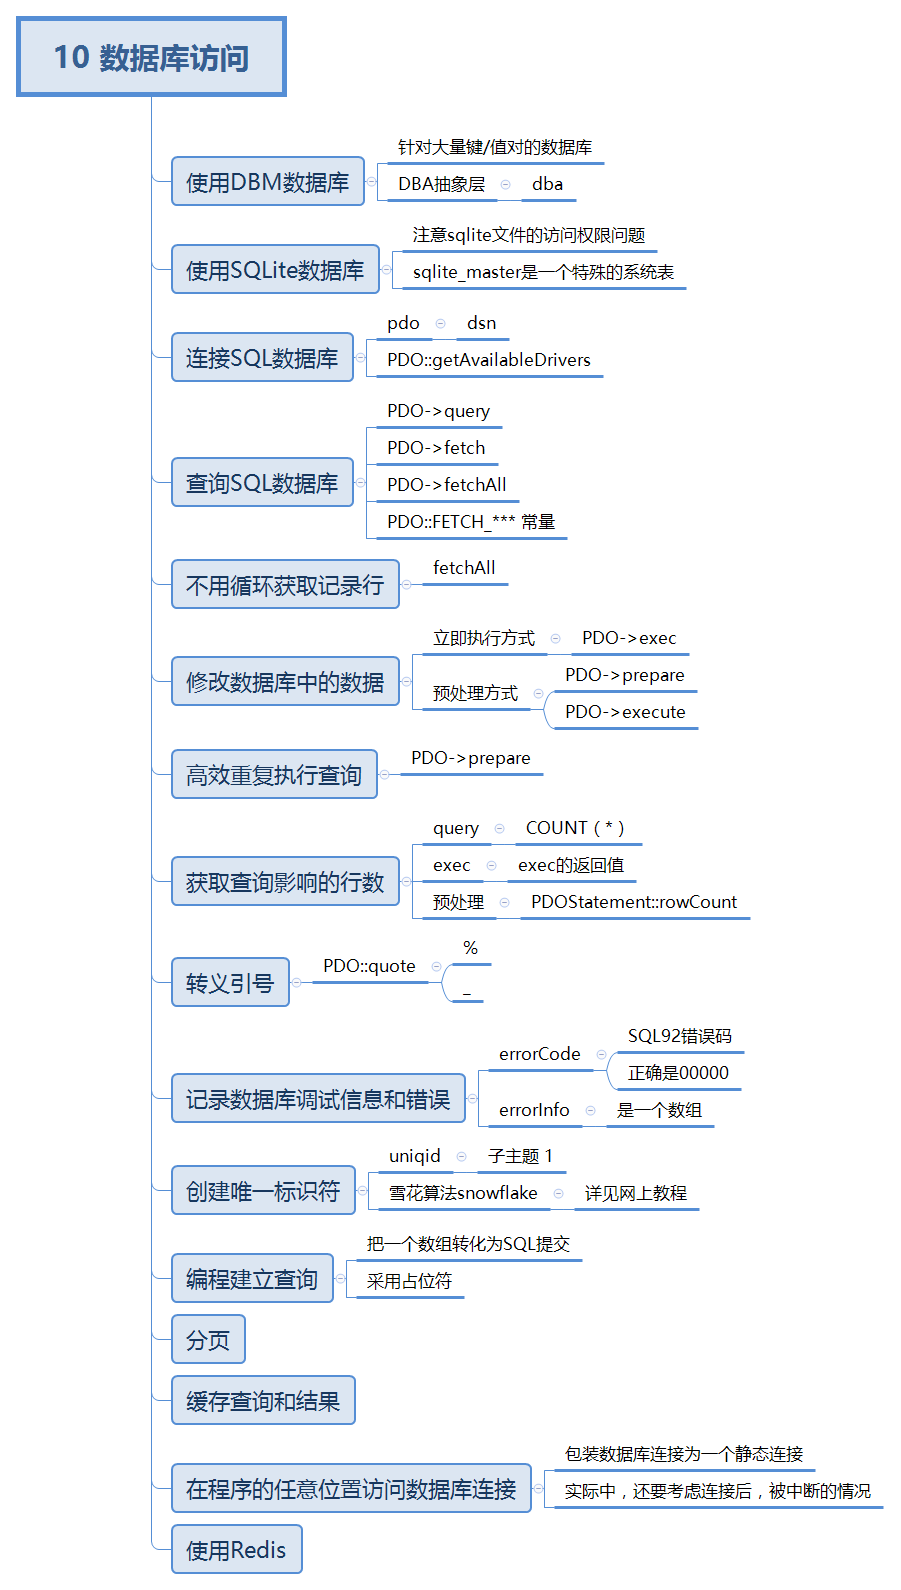 10 数据库访问
使用DBM数据库
针对大量键/值对的数据库
DBA抽象层
dba
使用SQLite数据库
注意sqlite文件的访问权限问题
sqlite_master是一个特殊的系统表
连接SQL数据库
pdo
dsn
PDO::getAvailableDrivers
查询SQL数据库
PDO->query
PDO->fetch
PDO->fetchAll
PDO::FETCH_*** 常量
不用循环获取记录行
fetchAll
修改数据库中的数据
立即执行方式
PDO->exec
预处理方式
PDO->prepare
PDO->execute
高效重复执行查询
PDO->prepare
获取查询影响的行数
query
COUNT（*）
exec
exec的返回值
预处理
PDOStatement::rowCount
转义引号
PDO::quote
%
_
记录数据库调试信息和错误
errorCode
SQL92错误码
正确是00000
errorInfo
是一个数组
创建唯一标识符
uniqid
子主题 1
雪花算法snowflake
详见网上教程
编程建立查询
把一个数组转化为SQL提交
采用占位符
分页
缓存查询和结果
在程序的任意位置访问数据库连接
包装数据库连接为一个静态连接
实际中，还要考虑连接后，被中断的情况
使用Redis